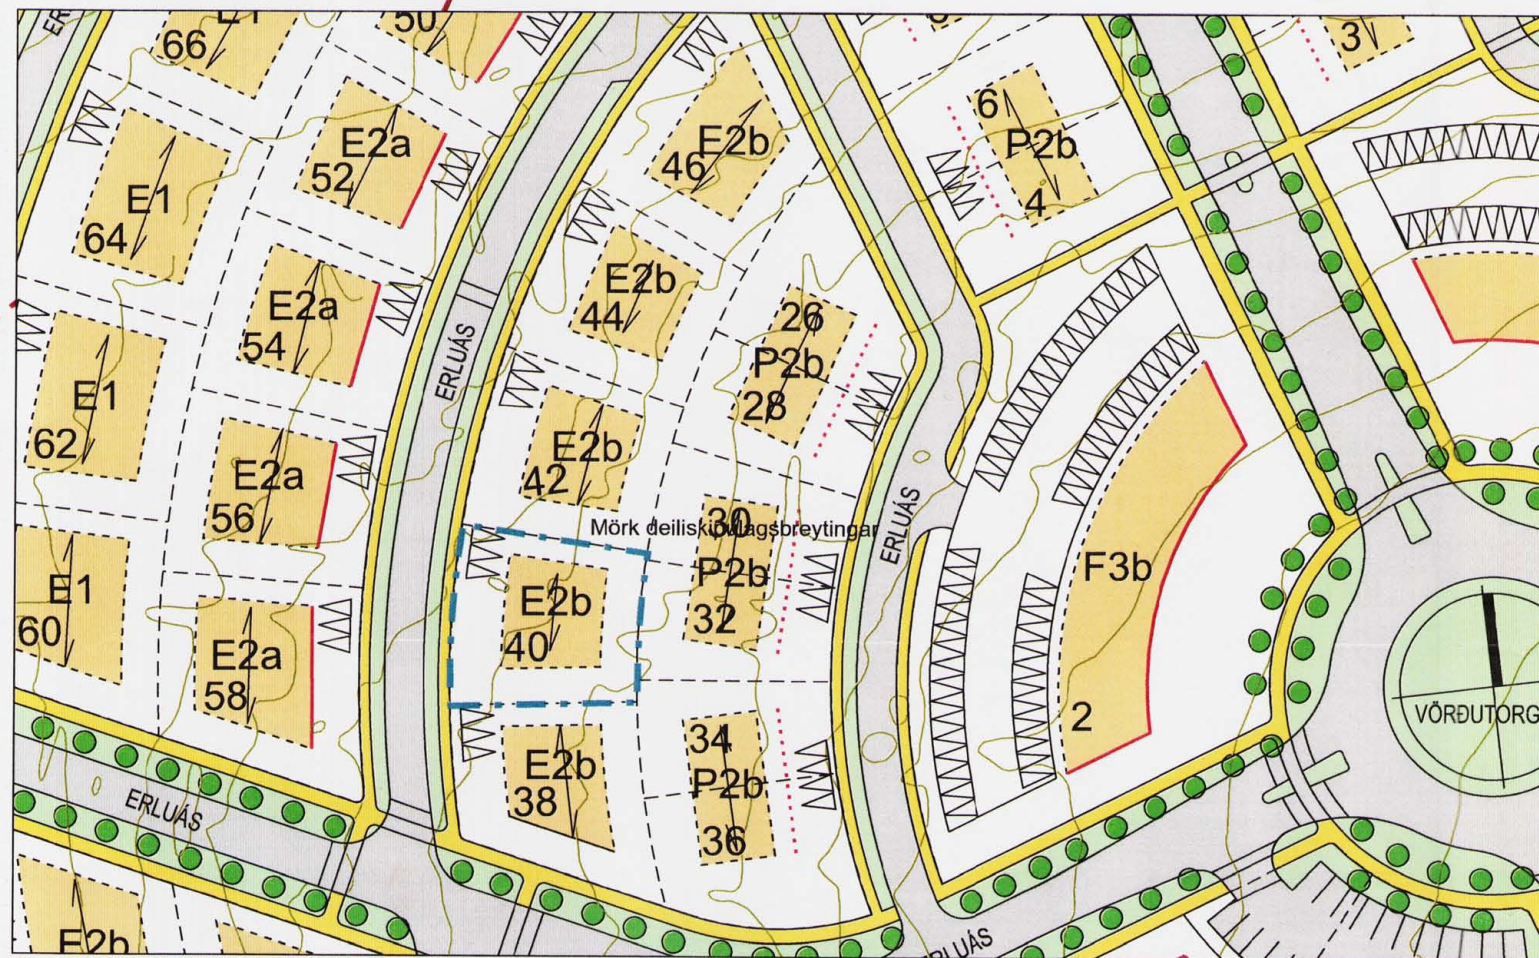 66
50
3
E1
64
E2a
52
E2b
46
6
P2b
4
E2a
54
E2b
44
26
P2b
28
ERLUÁS
E1
62
E2a
56
E2b
42
Mörk deiliskipulagsbreytingar
30
P2b
32
ERLUÁS
F3b
2
E1
60
E2b
40
E2a
58
VÖRÐUTORG
E2b
38
34
P2b
36
ERLUÁS
E2b
ERLUÁS